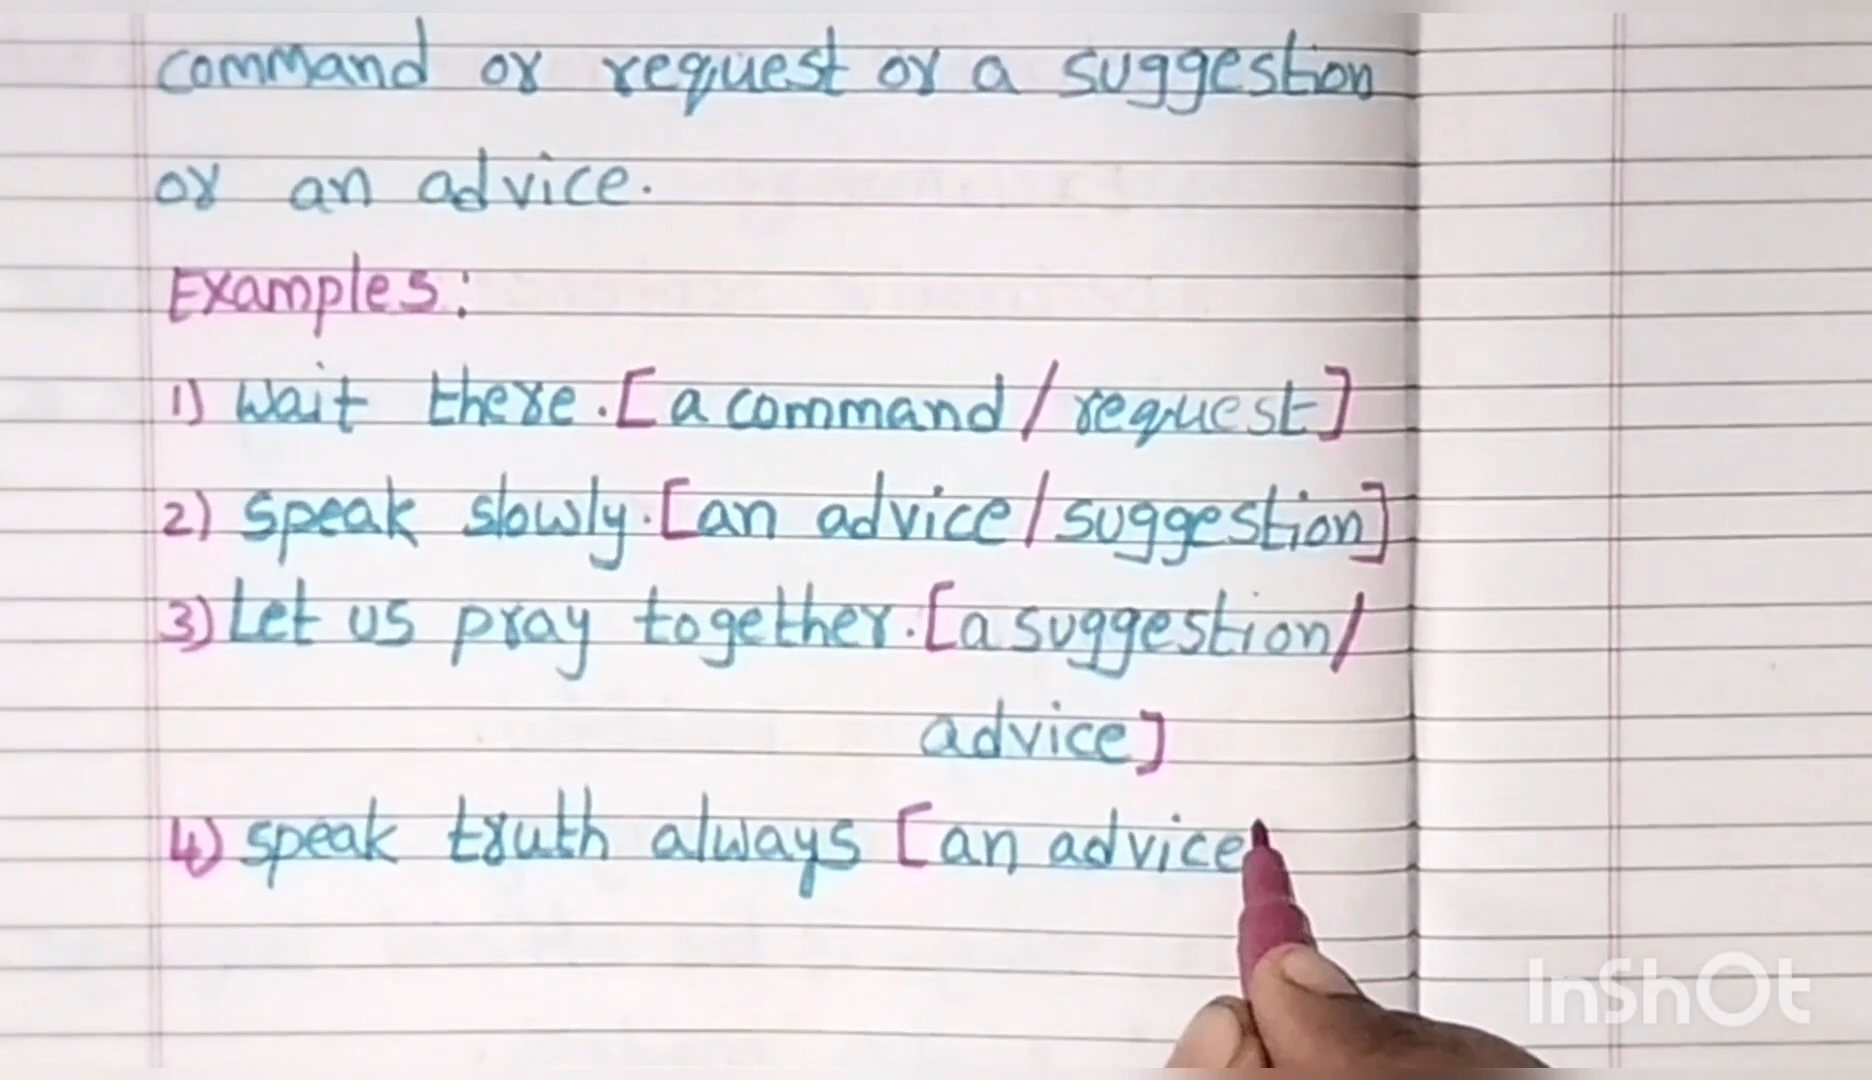 command or request or a suggestion
or an advice.
Examples:
1) Wait there. [a command/request]
2) Speak slowly. [an advice/suggestion]
3) Let us pray together. [a suggestion/
advice]
4) speak truth always [an advice
InShOt